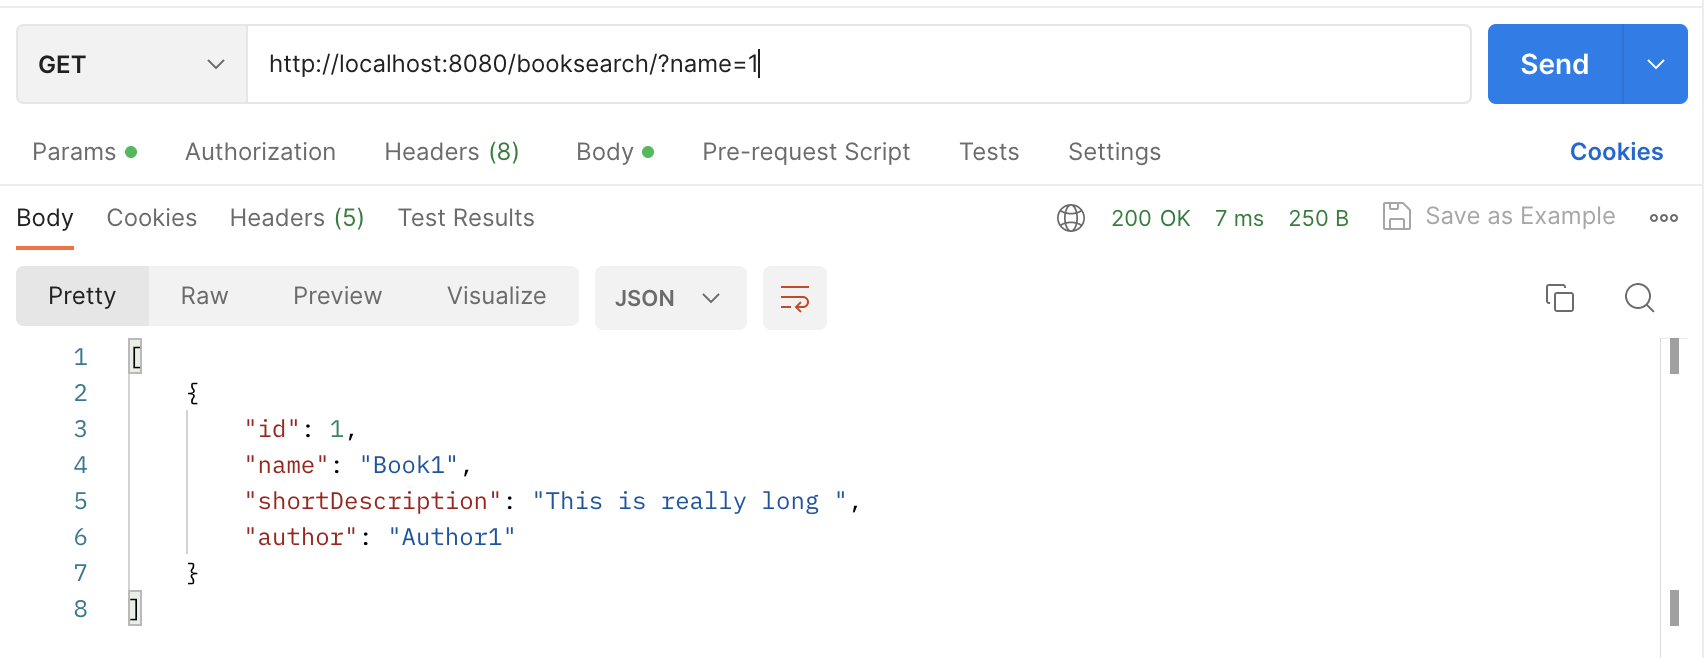 GET http://localhost:8080/booksearch/?name=1 Send
Params Authorization Headers (8) Body Pre-request Script Tests Settings Cookies
Body Cookies Headers (5) Test Results 200 OK 7 ms 250 B Save as Example
Pretty Raw Preview Visualize JSON
1 [
2 {
3 "id": 1,
4 "name": "Book1",
5 "shortDescription": "This is really long ",
6 "author": "Author1"
7 }
8 ]